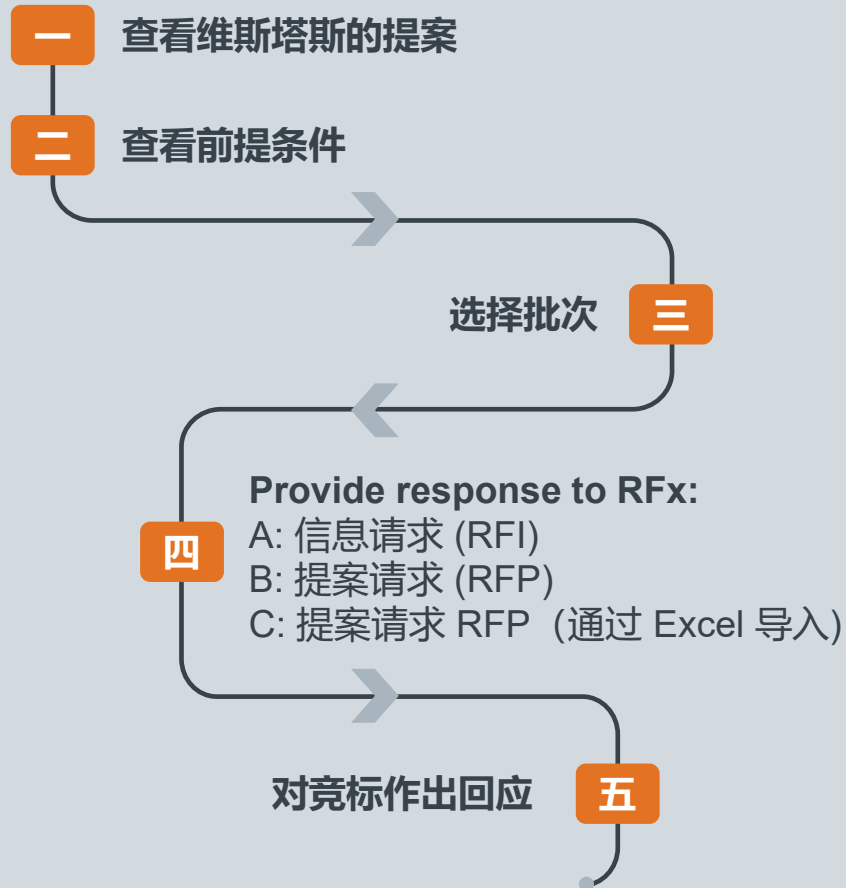 一 查看维斯塔斯的提案
二 查看前提条件
选择批次 三
Provide response to RFx:
四 A: 信息请求 (RFI)
B: 提案请求 (RFP)
C: 提案请求 RFP（通过 Excel 导入)
对竞标作出回应 五